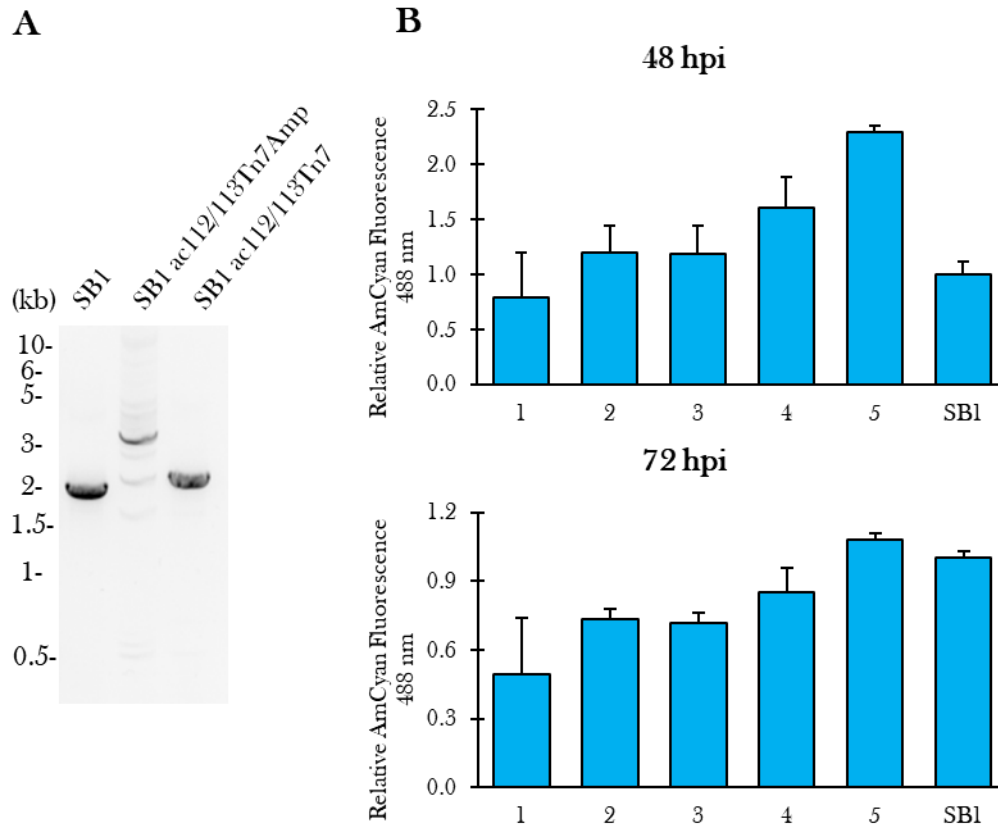 A
(kb)
SB1
SB1 ac112/113Tn7Amp
SB1 ac112/113Tn7
10-
6-
5-
3-
2-
1.5-
1-
0.5-
B
48 hpi
Relative AmCyan Fluorescence
488 nm
2.5
2.0
1.5
1.0
0.5
0.0
1 2 3 4 5 SB1
72 hpi
Relative AmCyan Fluorescence
488 nm
1.2
0.9
0.6
0.3
0.0
1 2 3 4 5 SB1